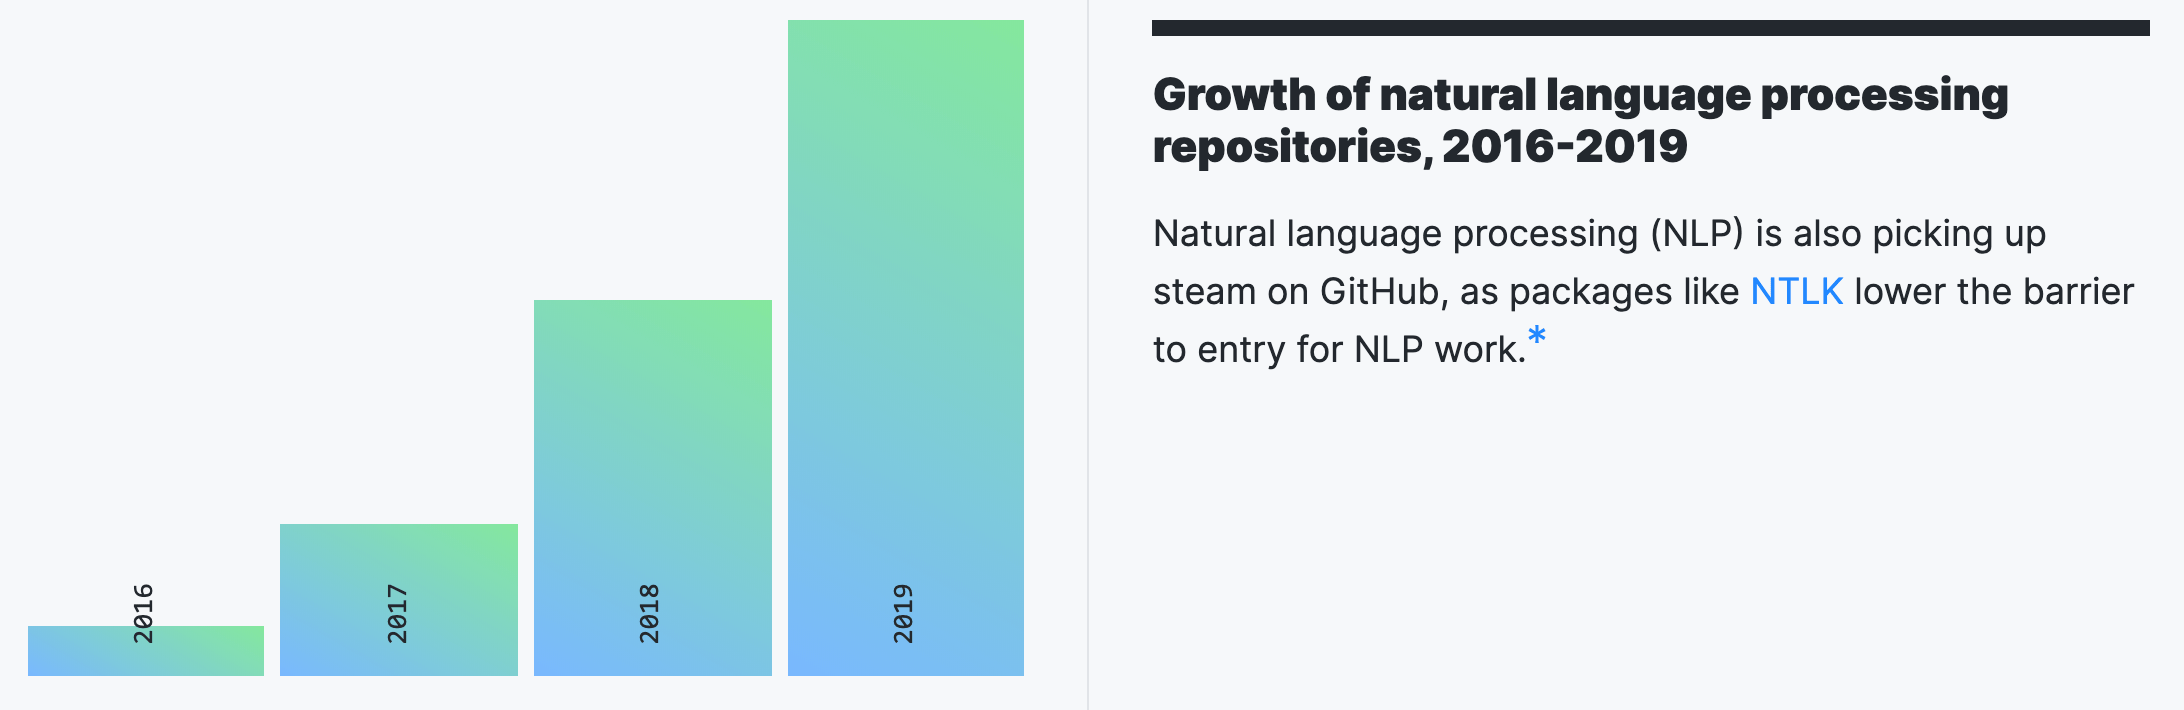 2016
2017
2018
2019
Growth of natural language processing
repositories, 2016-2019
Natural language processing (NLP) is also picking up
steam on GitHub, as packages like NTLK lower the barrier
to entry for NLP work.*